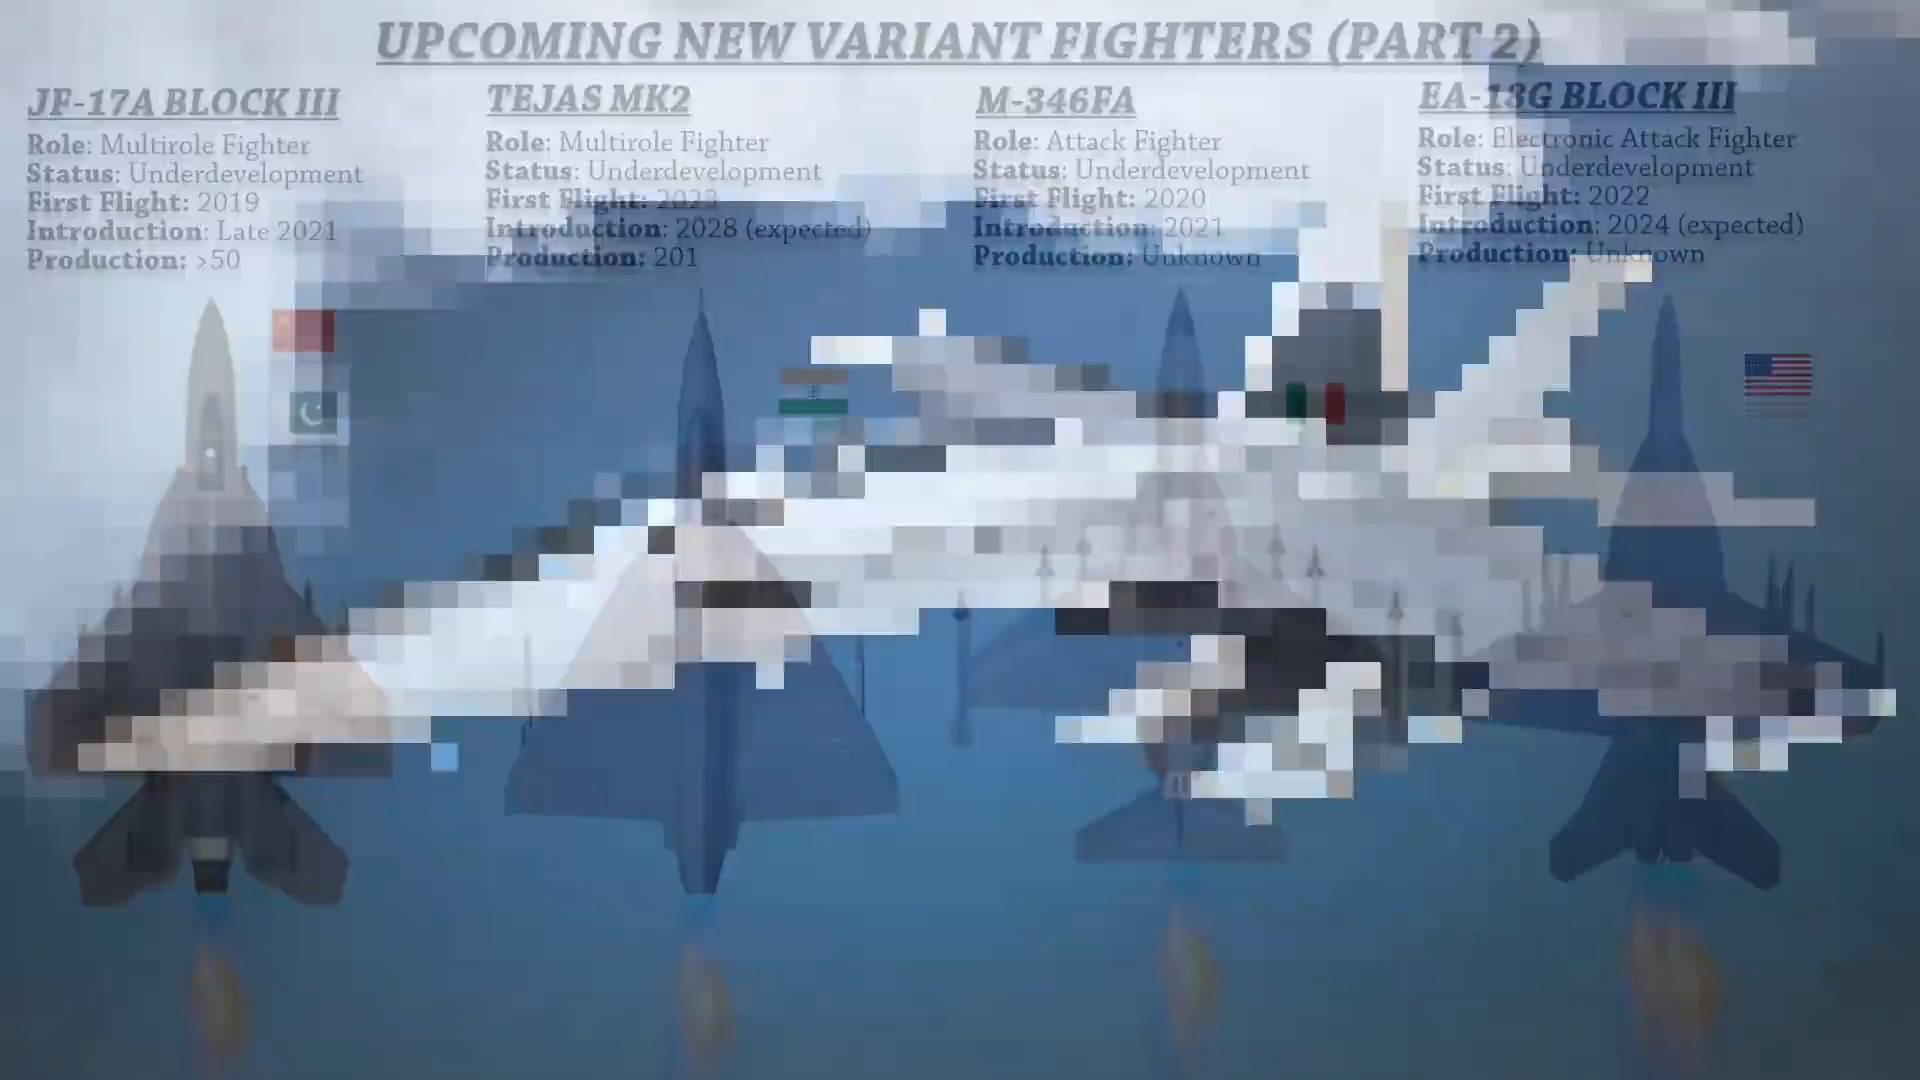 UPCOMING NEW VARIANT FIGHTERS (PART 2)
JF-17A BLOCK III
Role: Multirole Fighter
Status: Underdevelopment
First Flight: 2019
Introduction: Late 2021
Production: >50
TEJAS MK2
Role: Multirole Fighter
Status: Underdevelopment
First Flight: 2023
Introduction: 2028 (expected)
Production: 201
M-346FA
Role: Attack Fighter
Status: Underdevelopment
First Flight: 2020
Introduction: 2021
Production: Unknown
EA-18G BLOCK III
Role: Electronic Attack Fighter
Status: Underdevelopment
First Flight: 2022
Introduction: 2024 (expected)
Production: Unknown